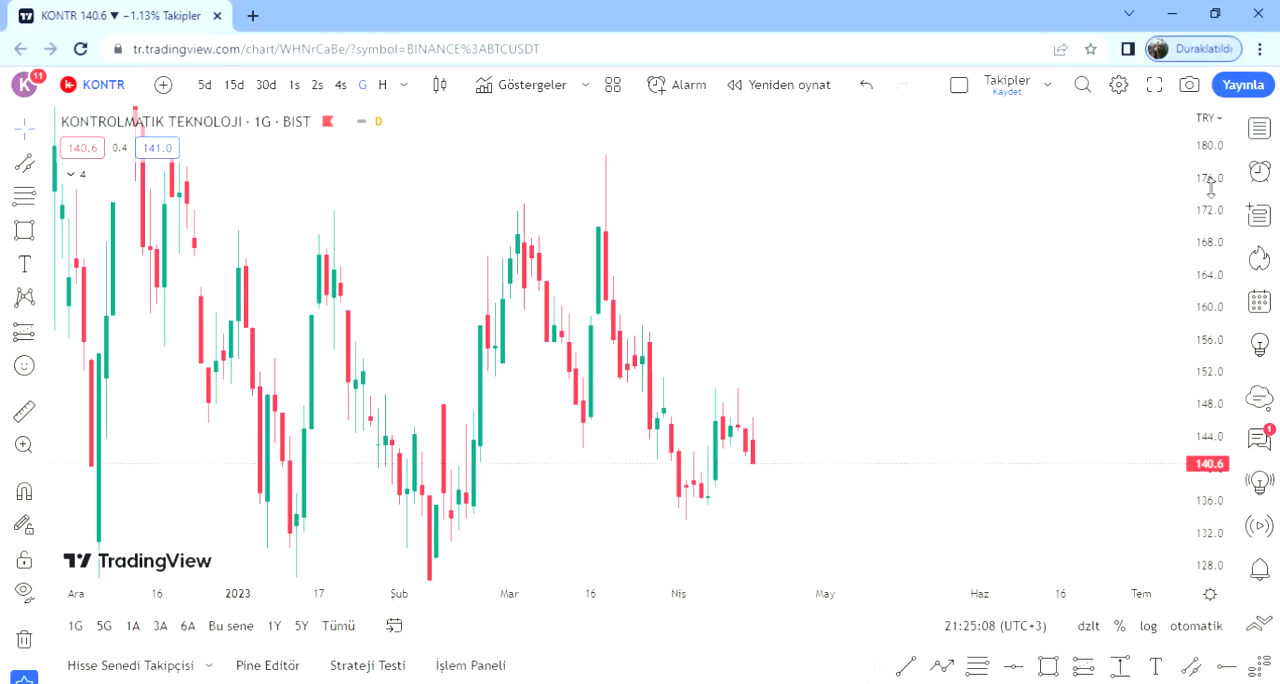 KONTR 140.6 ▼ −1.13% Takipler
tr.tradingview.com/chart/WHNrCaBe/?symbol=BINANCE%3ABTCUSDT
Duraklatıldı
K 11 KONTR 5d 15d 30d 1s 2s 4s G H Göstergeler Alarm Yeniden oynat Takipler Yayınla
Kaydet
KONTROLMATİK TEKNOLOJİ · 1G · BIST D
TRY
140.6 0.4 141.0
4
180.0
176.0
172.0
168.0
164.0
160.0
156.0
152.0
148.0
144.0
1
140.6
136.0
132.0
128.0
TradingView
Ara 16 2023 17 Şub Mar 16 Nis May Haz 16 Tem
1G 5G 1A 3A 6A Bu sene 1Y 5Y Tümü 21:25:08 (UTC+3) dzlt % log otomatik
Hisse Senedi Takipçisi Pine Editör Strateji Testi İşlem Paneli